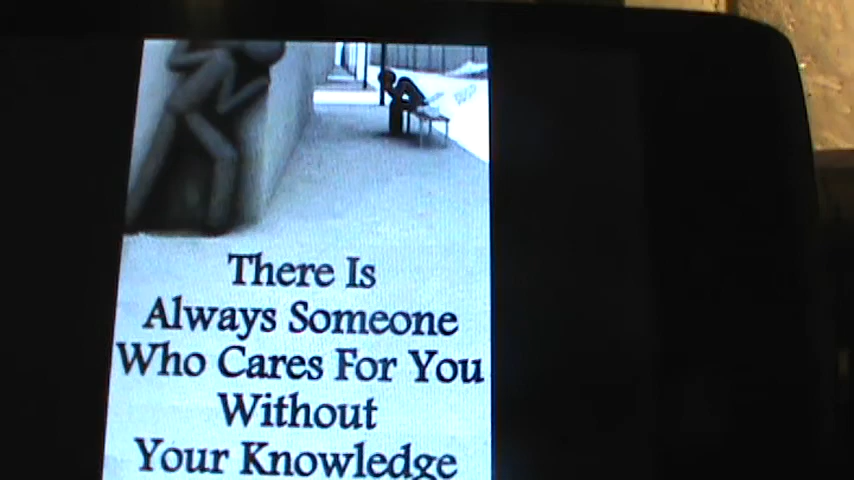 There Is
Always Someone
Who Cares For You
Without
Your Knowledge